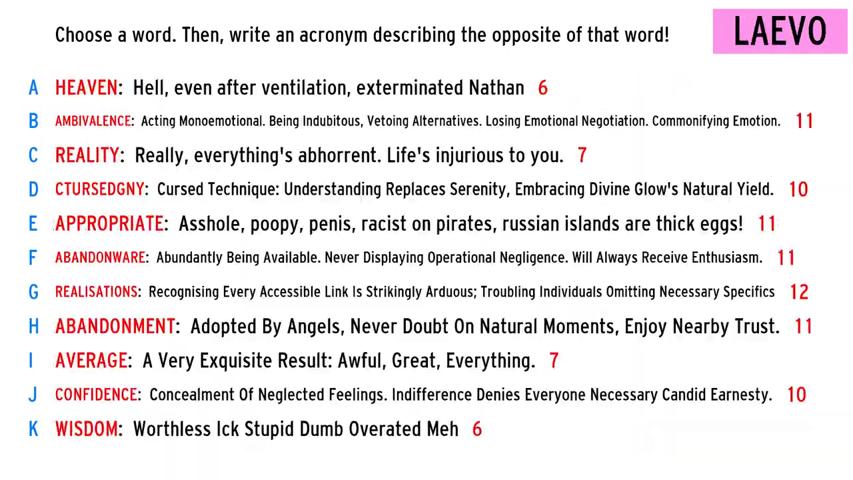 Choose a word. Then, write an acronym describing the opposite of that word!
LAEVO
A HEAVEN: Hell, even after ventilation, exterminated Nathan 6
B AMBIVALENCE: Acting Monoemotional. Being Indubitous, Vetoing Alternatives. Losing Emotional Negotiation. Commonifying Emotion. 11
C REALITY: Really, everything's abhorrent. Life's injurious to you. 7
D CTURSEDGNY: Cursed Technique: Understanding Replaces Serenity, Embracing Divine Glow's Natural Yield. 10
E APPROPRIATE: Asshole, poopy, penis, racist on pirates, russian islands are thick eggs! 11
F ABANDONWARE: Abundantly Being Available. Never Displaying Operational Negligence. Will Always Receive Enthusiasm. 11
G REALISATIONS: Recognising Every Accessible Link Is Strikingly Arduous; Troubling Individuals Omitting Necessary Specifics 12
H ABANDONMENT: Adopted By Angels, Never Doubt On Natural Moments, Enjoy Nearby Trust. 11
I AVERAGE: A Very Exquisite Result: Awful, Great, Everything. 7
J CONFIDENCE: Concealment Of Neglected Feelings. Indifference Denies Everyone Necessary Candid Earnesty. 10
K WISDOM: Worthless Ick Stupid Dumb Overated Meh 6